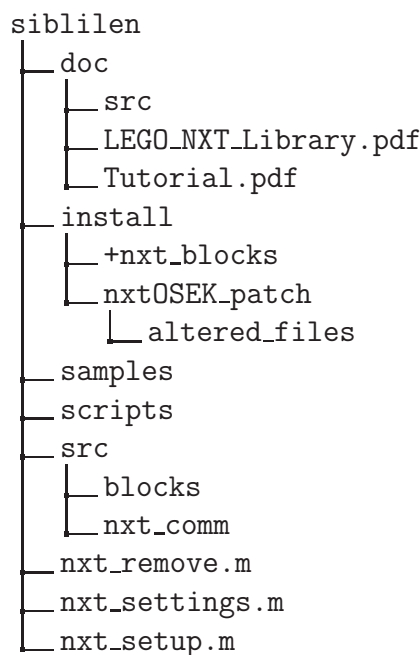 siblilen
doc
src
LEGO_NXT_Library.pdf
Tutorial.pdf
install
+nxt_blocks
nxtOSEK_patch
altered_files
samples
scripts
src
blocks
nxt_comm
nxt_remove.m
nxt_settings.m
nxt_setup.m